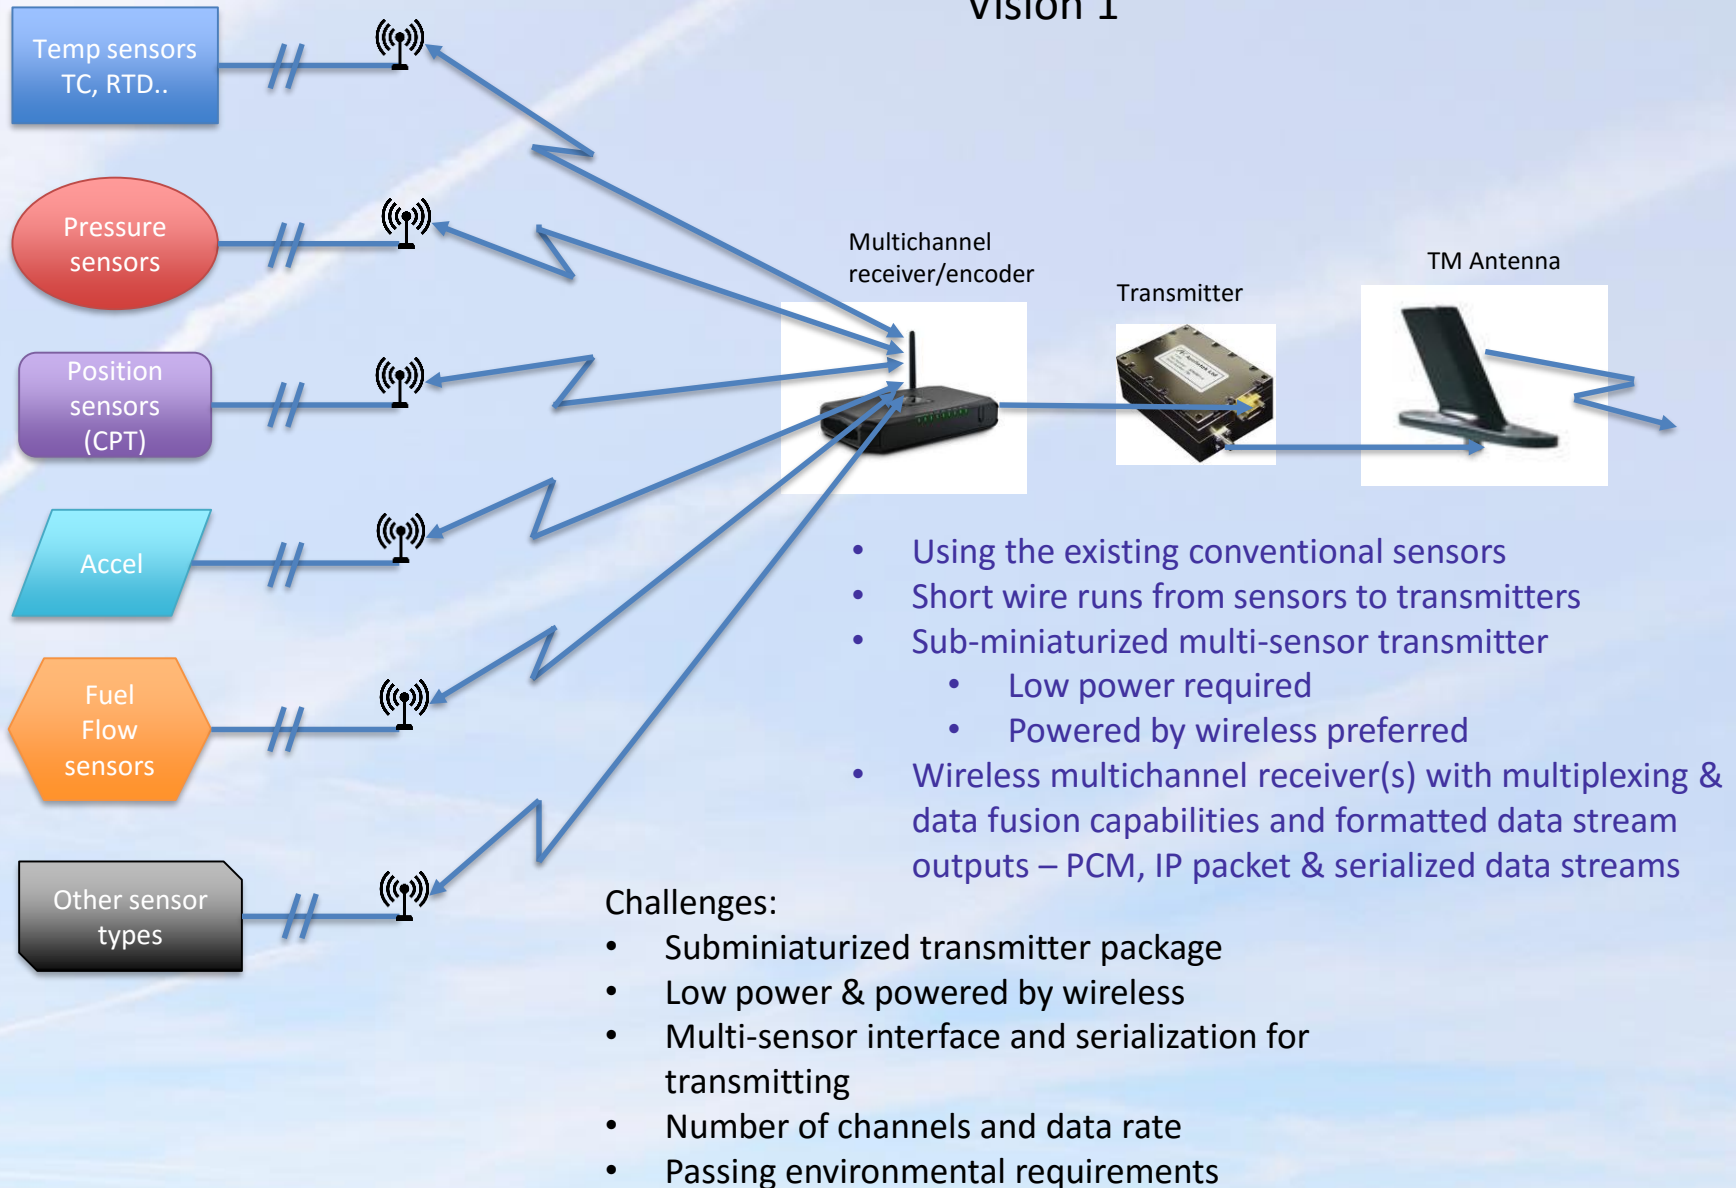 Vision 1
Temp sensors
TC, RTD..
Pressure
sensors
Position
sensors
(CPT)
Accel
Fuel
Flow
sensors
Other sensor
types
Multichannel
receiver/encoder
Transmitter
TM Antenna
• Using the existing conventional sensors
• Short wire runs from sensors to transmitters
• Sub-miniaturized multi-sensor transmitter
• Low power required
• Powered by wireless preferred
• Wireless multichannel receiver(s) with multiplexing &
data fusion capabilities and formatted data stream
outputs – PCM, IP packet & serialized data streams
Challenges:
• Subminiaturized transmitter package
• Low power & powered by wireless
• Multi-sensor interface and serialization for
transmitting
• Number of channels and data rate
• Passing environmental requirements